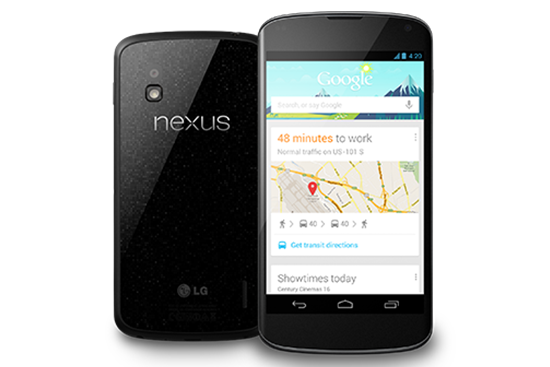 nexus
LG
4:20
Google
Search, or say Google
48 minutes to work
Normal traffic on US-101 S
40
40
Get transit directions
Showtimes today
Century Cinemas 16